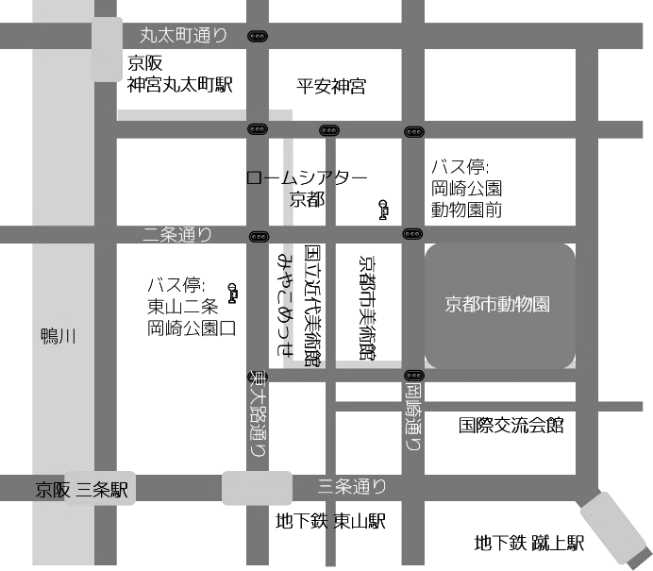 丸太町通り
京阪
神宮丸太町駅
平安神宮
バス停:
岡崎公園
動物園前
ロームシアター
京都
二条通り
バス停:
東山二条
岡崎公園口
みやこめっせ
国立近代美術館
京都市美術館
京都市動物園
鴨川
東大路通り
岡崎通り
国際交流会館
京阪 三条駅
三条通り
地下鉄 東山駅
地下鉄 蹴上駅